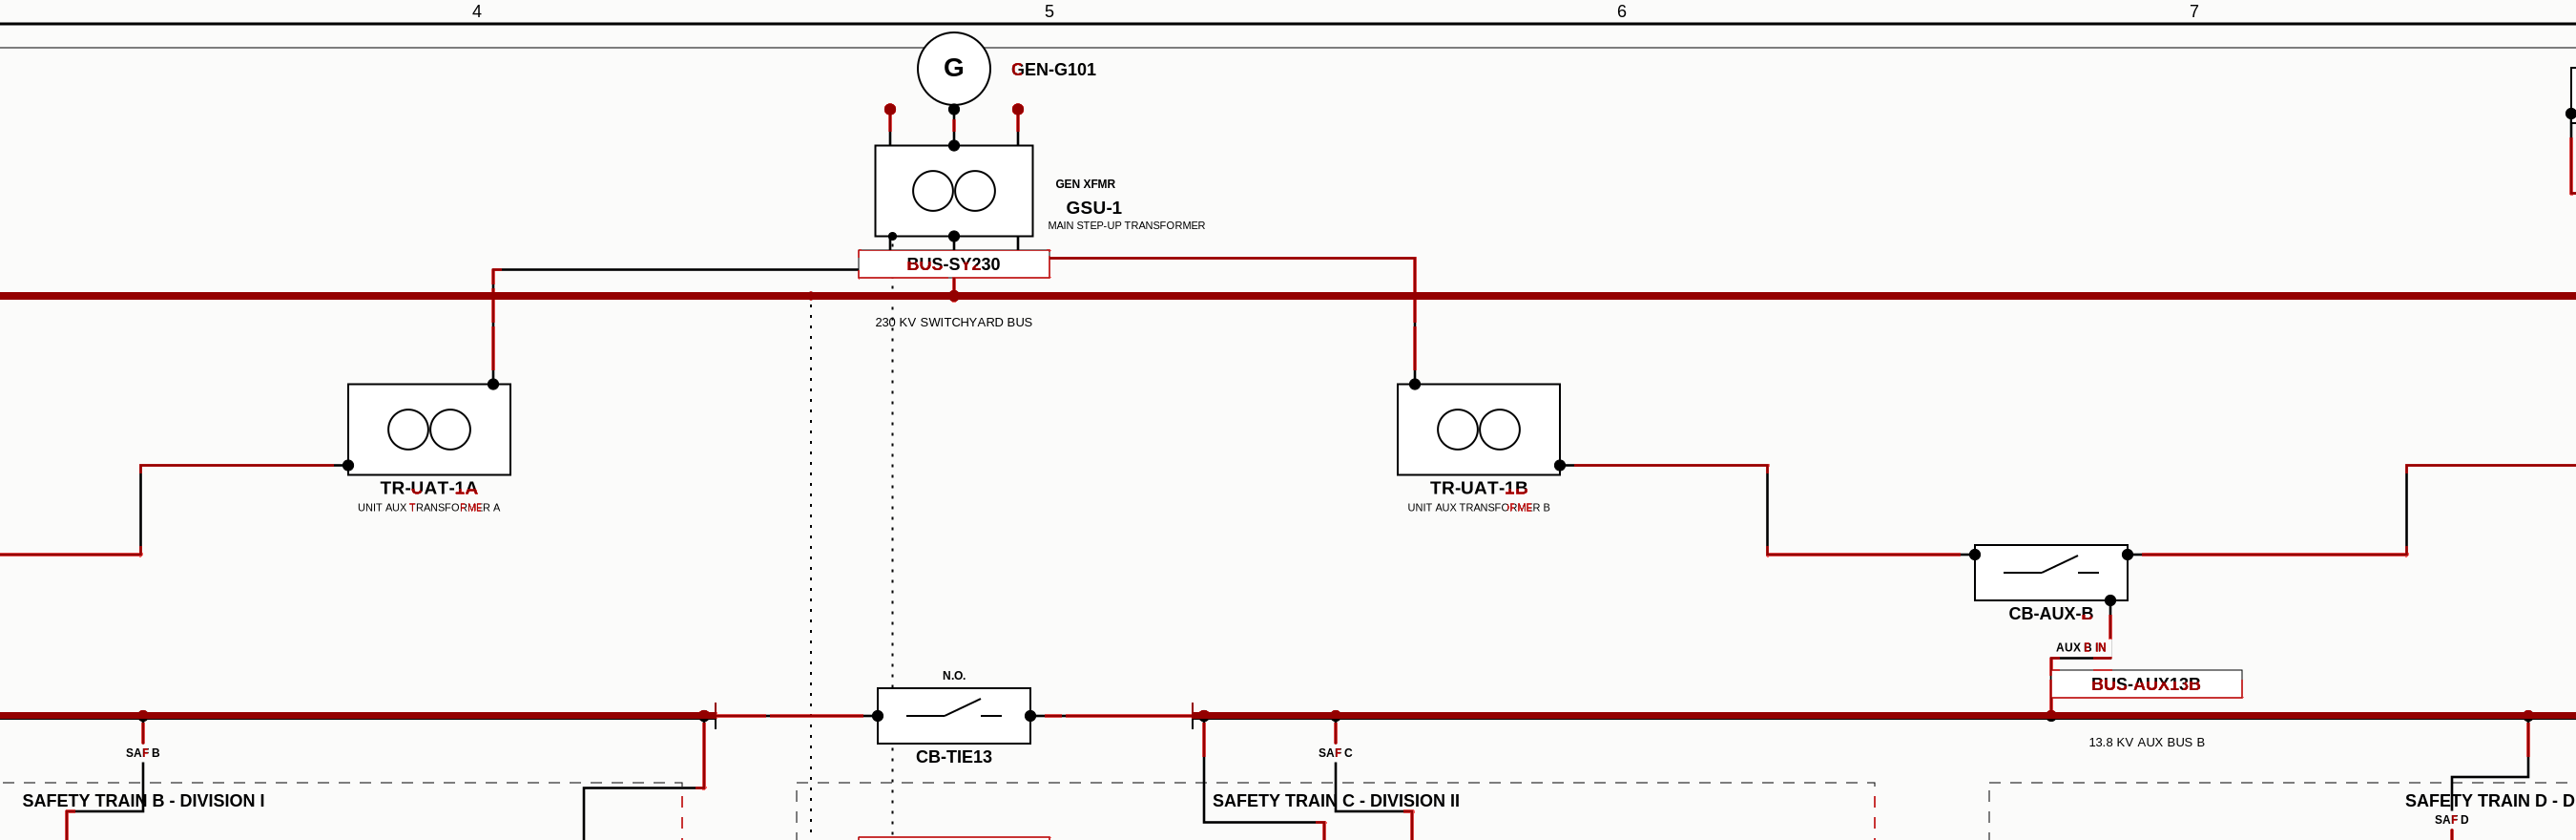 4 5 6 7
G GEN-G101
GEN XFMR
GSU-1
MAIN STEP-UP TRANSFORMER
BUS-SY230
230 KV SWITCHYARD BUS
TR-UAT-1A
UNIT AUX TRANSFORMER A
TR-UAT-1B
UNIT AUX TRANSFORMER B
CB-AUX-B
AUX B IN
N.O.
BUS-AUX13B
13.8 KV AUX BUS B
CB-TIE13
SAF B
SAF C
SAFETY TRAIN B - DIVISION I
SAFETY TRAIN C - DIVISION II
SAFETY TRAIN D - D
SAF D